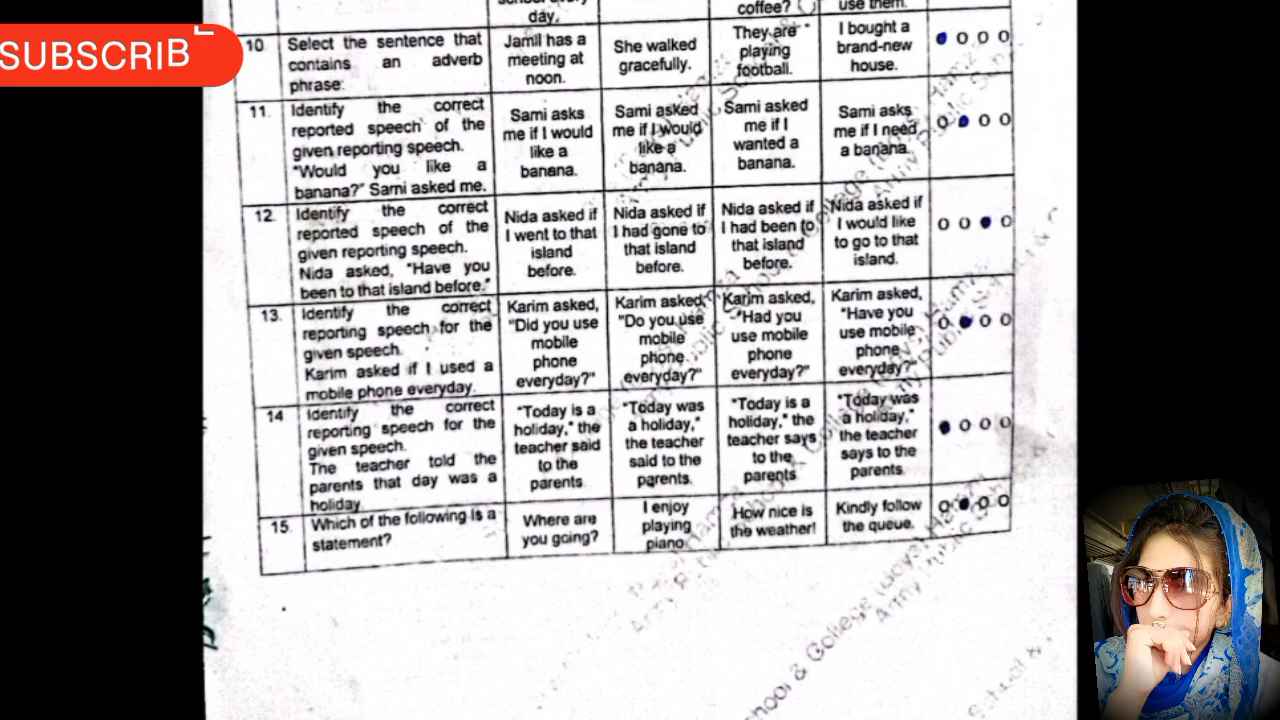 SUBSCRIB
day.
coffee?
use them.
10.
Select the sentence that
contains an adverb
phrase:
Jamil has a
meeting at
noon.
She walked
gracefully.
They are
playing
football.
I bought a
brand-new
house.
11.
Identify the correct
reported speech of the
given reporting speech.
"Would you like a
banana?" Sami asked me.
Sami asks
me if I would
like a
banana.
Sami asked
me if I would
like a
banana.
Sami asked
me if I
wanted a
banana.
Sami asks
me if I need
a banana.
12.
Identify the correct
reported speech of the
given reporting speech.
Nida asked, "Have you
been to that island before."
Nida asked if
I went to that
island
before.
Nida asked if
I had gone to
that island
before.
Nida asked if
I had been to
that island
before.
Nida asked if
I would like
to go to that
island.
13.
Identify the correct
reporting speech for the
given speech.
Karim asked if I used a
mobile phone everyday.
Karim asked,
"Did you use
mobile
phone
everyday?"
Karim asked,
"Do you use
mobile
phone
everyday?"
Karim asked,
"Had you
use mobile
phone
everyday?"
Karim asked,
"Have you
use mobile
phone
everyday?"
14
Identify the correct
reporting speech for the
given speech.
The teacher told the
parents that day was a
holiday
"Today is a
holiday," the
teacher said
to the
parents
"Today was
a holiday,"
the teacher
said to the
parents.
"Today is a
holiday," the
teacher says
to the
parents
"Today was
a holiday,"
the teacher
says to the
parents
15.
Which of the following is a
statement?
Where are
you going?
I enjoy
playing
piano
How nice is
the weather!
Kindly follow
the queue.